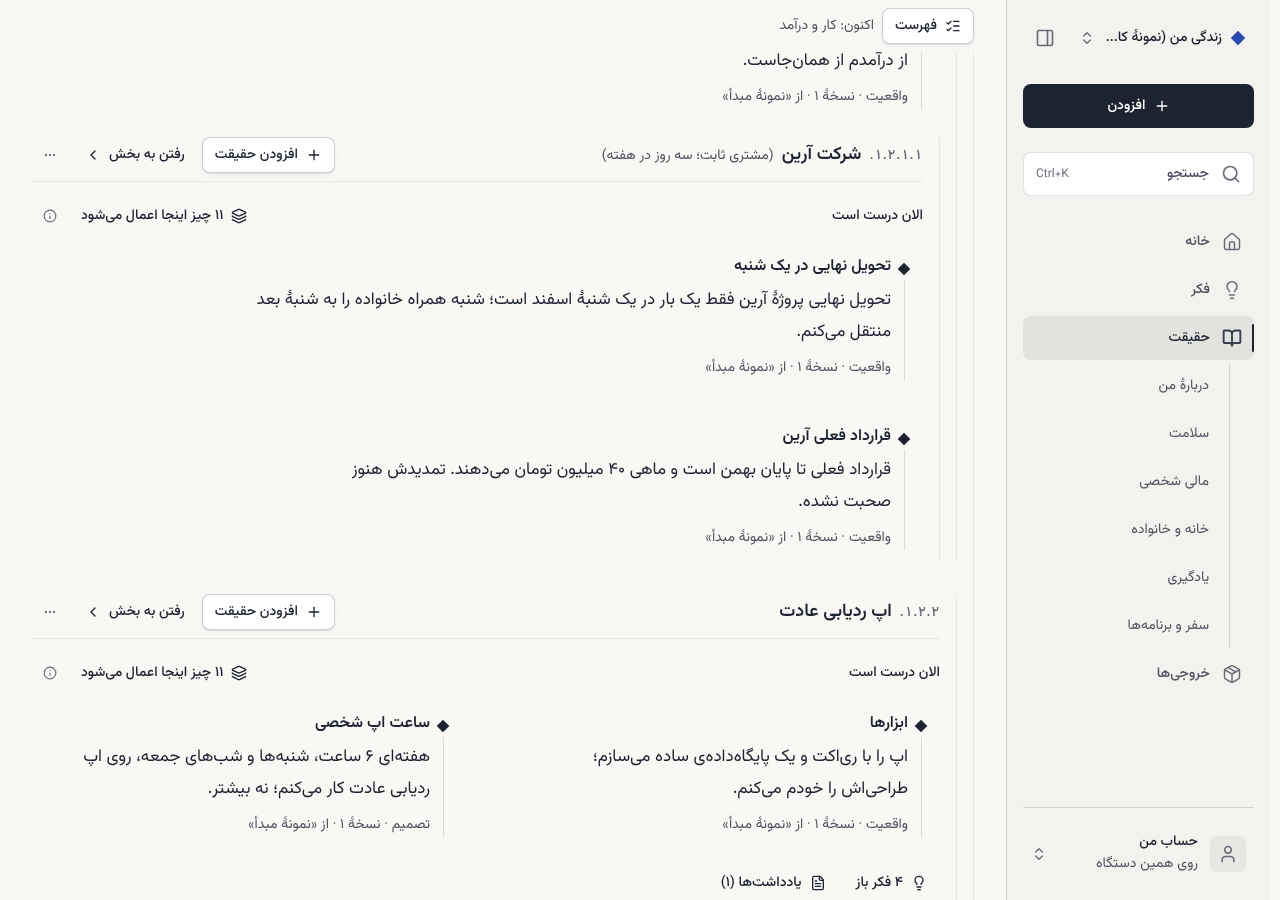 زندگی من (نمونهٔ کا...
افزودن
جستجو Ctrl+K
خانه
فکر
حقیقت
دربارهٔ من
سلامت
مالی شخصی
خانه و خانواده
یادگیری
سفر و برنامه‌ها
خروجی‌ها
حساب من
روی همین دستگاه
فهرست اکنون: کار و درآمد
از درآمدم از همان‌جاست.
واقعیت · نسخهٔ ۱ · از «نمونهٔ مبدأ»
۱.۲.۱.۱. شرکت آرین (مشتری ثابت؛ سه روز در هفته) افزودن حقیقت رفتن به بخش
الان درست است ۱۱ چیز اینجا اعمال می‌شود
تحویل نهایی در یک شنبه
تحویل نهایی پروژهٔ آرین فقط یک بار در یک شنبهٔ اسفند است؛ شنبه همراه خانواده را به شنبهٔ بعد
منتقل می‌کنم.
واقعیت · نسخهٔ ۱ · از «نمونهٔ مبدأ»
قرارداد فعلی آرین
قرارداد فعلی تا پایان بهمن است و ماهی ۴۰ میلیون تومان می‌دهند. تمدیدش هنوز
صحبت نشده.
واقعیت · نسخهٔ ۱ · از «نمونهٔ مبدأ»
۱.۲.۲. اپ ردیابی عادت افزودن حقیقت رفتن به بخش
الان درست است ۱۱ چیز اینجا اعمال می‌شود
ابزارها
اپ را با ری‌اکت و یک پایگاه‌داده‌ی ساده می‌سازم؛
طراحی‌اش را خودم می‌کنم.
واقعیت · نسخهٔ ۱ · از «نمونهٔ مبدأ»
ساعت اپ شخصی
هفته‌ای ۶ ساعت، شنبه‌ها و شب‌های جمعه، روی اپ
ردیابی عادت کار می‌کنم؛ نه بیشتر.
تصمیم · نسخهٔ ۱ · از «نمونهٔ مبدأ»
۴ فکر باز یادداشت‌ها (۱)